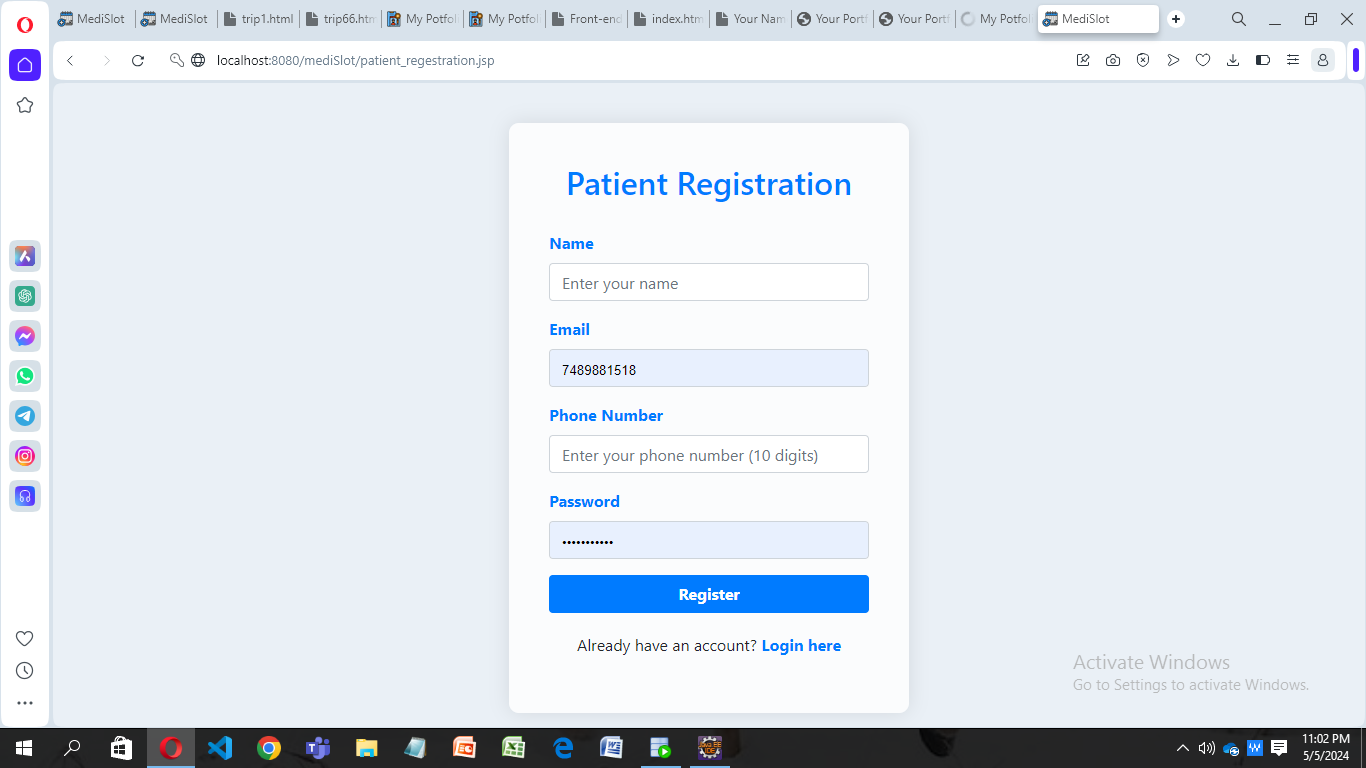 MediSlot
MediSlot
trip1.html
trip66.htm
My Potfol
My Potfol
Front-end
index.htm
Your Nam
Your Portf
Your Portf
My Potfol
MediSlot
localhost:8080/mediSlot/patient_regestration.jsp
Patient Registration
Name
Enter your name
Email
7489881518
Phone Number
Enter your phone number (10 digits)
Password
•••••••••••
Register
Already have an account? Login here
Activate Windows
Go to Settings to activate Windows.
11:02 PM
5/5/2024